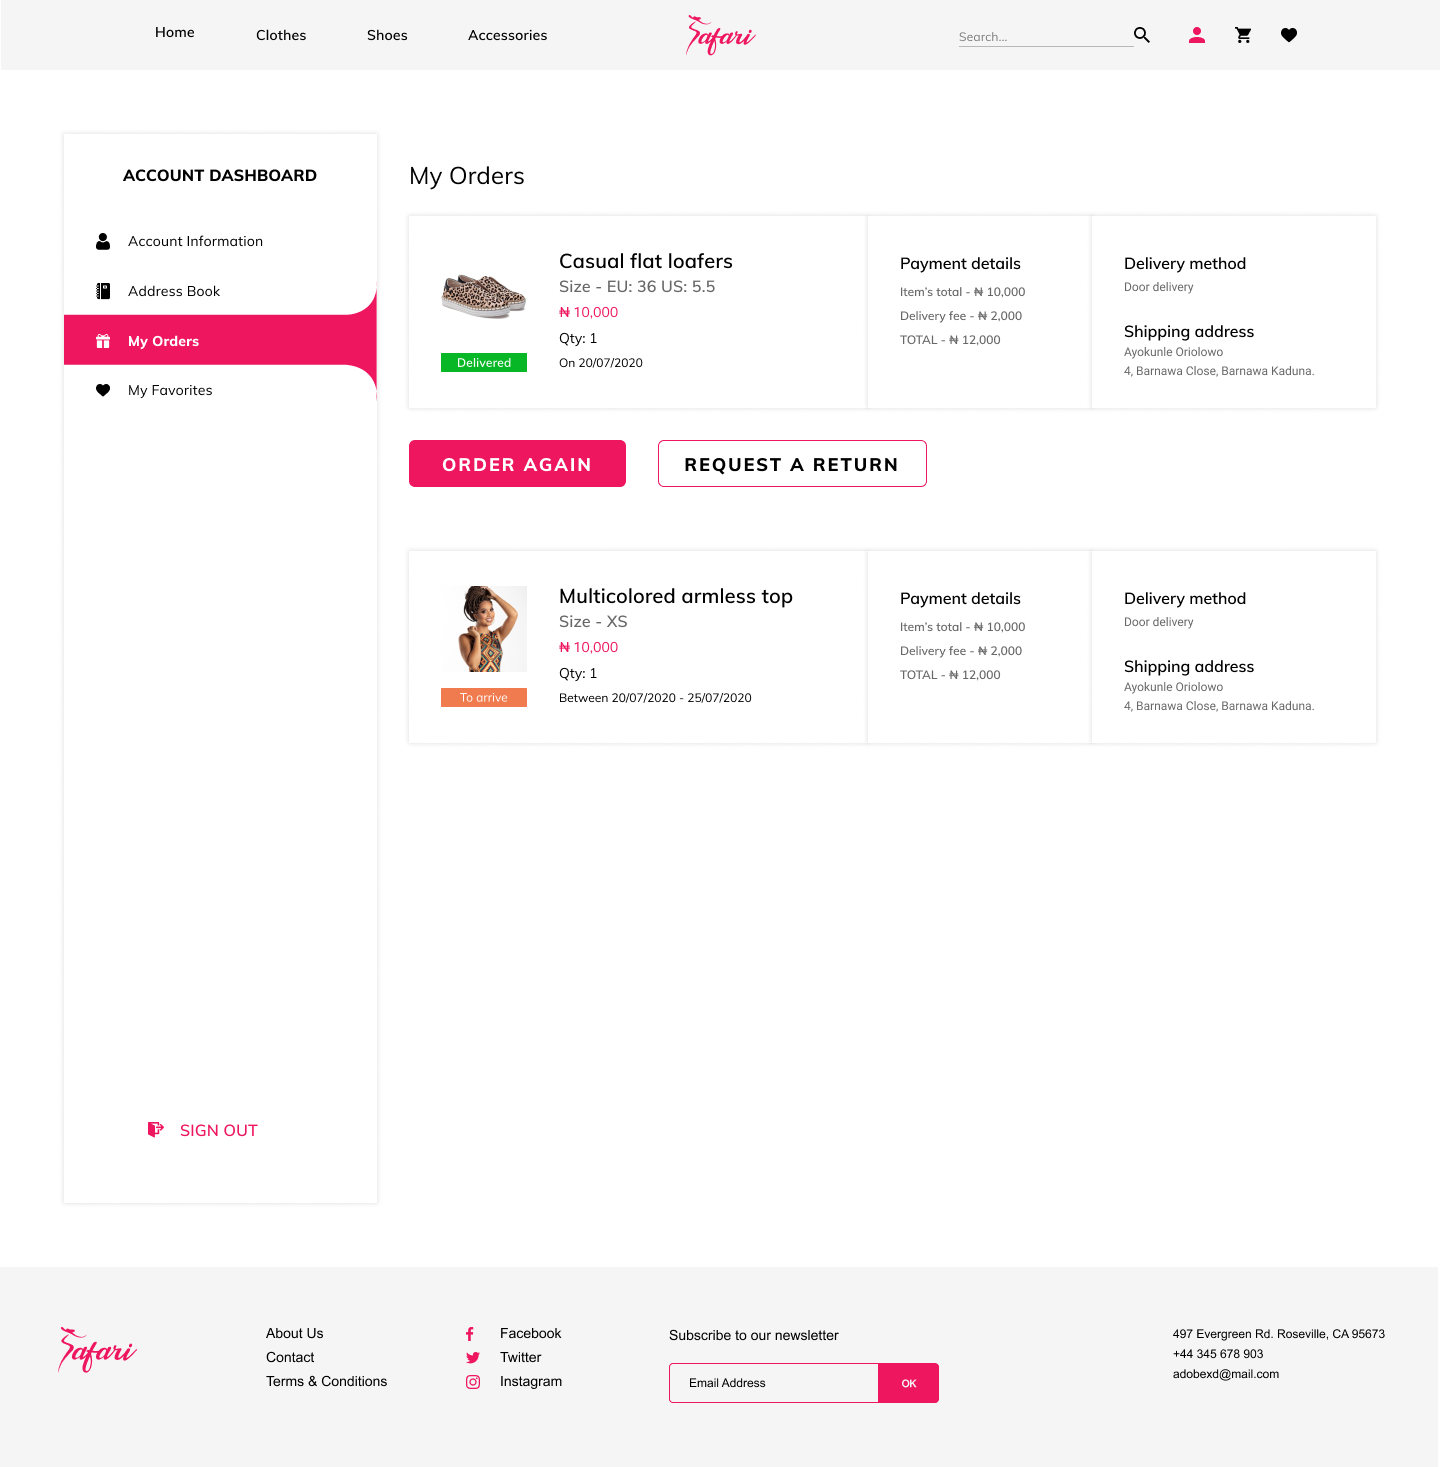 Home
Clothes
Shoes
Accessories
Safari
Search...
ACCOUNT DASHBOARD
Account Information
Address Book
My Orders
My Favorites
SIGN OUT
My Orders
Casual flat loafers
Size - EU: 36 US: 5.5
₦ 10,000
Qty: 1
Delivered
On 20/07/2020
Payment details
Item's total - ₦ 10,000
Delivery fee - ₦ 2,000
TOTAL - ₦ 12,000
Delivery method
Door delivery
Shipping address
Ayokunle Oriolowo
4, Barnawa Close, Barnawa Kaduna.
ORDER AGAIN
REQUEST A RETURN
Multicolored armless top
Size - XS
₦ 10,000
Qty: 1
To arrive
Between 20/07/2020 - 25/07/2020
Payment details
Item's total - ₦ 10,000
Delivery fee - ₦ 2,000
TOTAL - ₦ 12,000
Delivery method
Door delivery
Shipping address
Ayokunle Oriolowo
4, Barnawa Close, Barnawa Kaduna.
Safari
About Us
Contact
Terms & Conditions
Facebook
Twitter
Instagram
Subscribe to our newsletter
Email Address
OK
497 Evergreen Rd. Roseville, CA 95673
+44 345 678 903
adobexd@mail.com